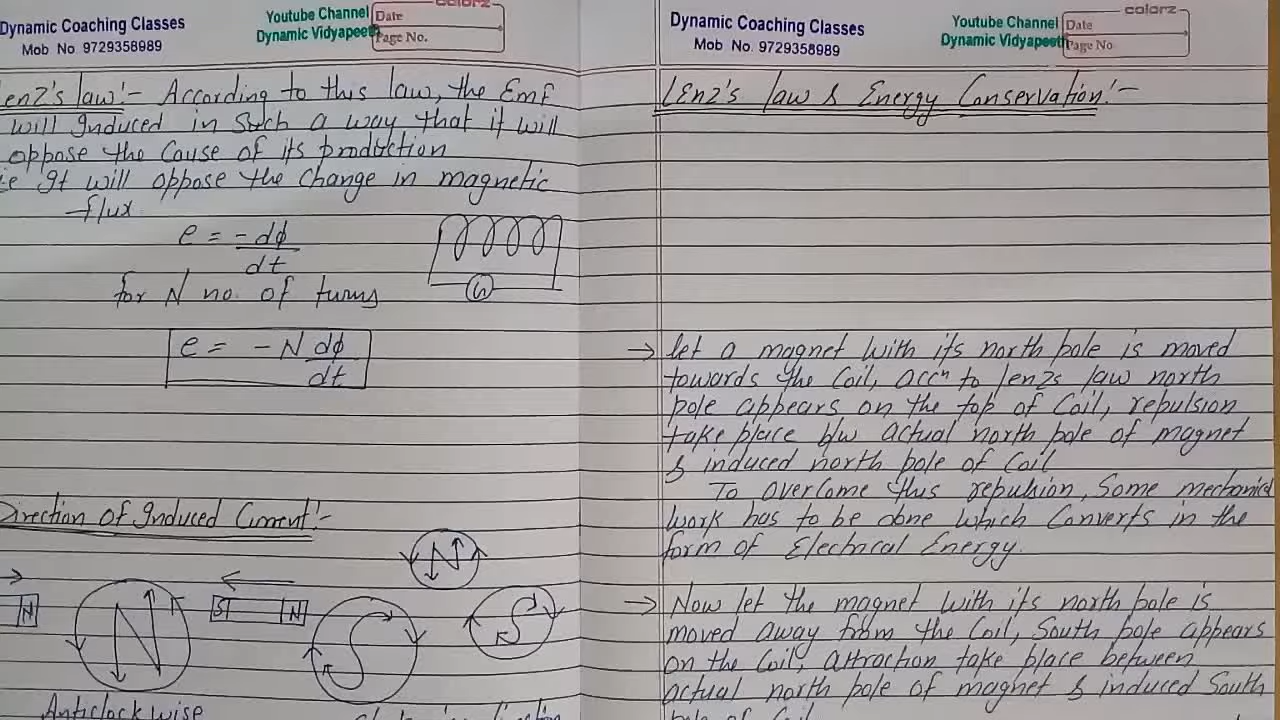 Dynamic Coaching Classes
Mob No. 9729358989
Youtube Channel
Dynamic Vidyapeeth
colorz
Date
Page No.
Lenz's law:- According to this law, the Emf
will Induced in Such a way that it will
oppose the Cause of its production
i.e It will oppose the change in magnetic
flux
e = -dφ
dt
for N no. of turns
G
e = -N dφ
dt
Direction of Induced Current:-
N
N
N
S
N
S
S
Anticlockwise
Dynamic Coaching Classes
Mob No. 9729358989
Youtube Channel
Dynamic Vidyapeeth
colorz
Date
Page No
LEnz's law & Energy Conservation:-
→ let a magnet with its north pole is moved
towards the Coil, accⁿ to lenzs law north
pole appears on the top of Coil, repulsion
take place b/w actual north pole of magnet
& induced north pole of Coil
To overcome this repulsion, Some mechanical
work has to be done which Converts in the
form of Electrical Energy.
→ Now let the magnet with its north pole is
moved away from the Coil, South pole appears
on the Coil, attraction take place between
actual north pole of magnet & induced South
pole of Coil